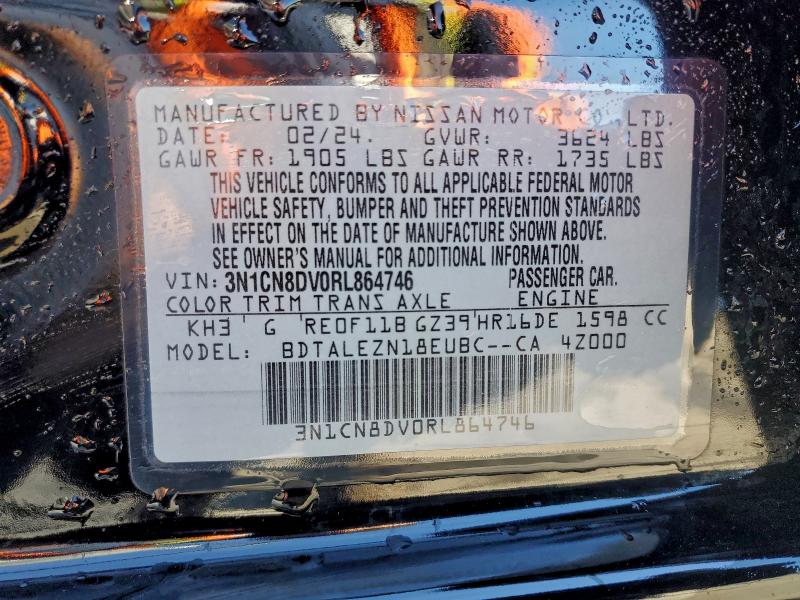 MANUFACTURED BY NISSAN MOTOR CO., LTD.
DATE: 02/24. GVWR: 3624 LBS
GAWR FR: 1905 LBS GAWR RR: 1735 LBS
THIS VEHICLE CONFORMS TO ALL APPLICABLE FEDERAL MOTOR
VEHICLE SAFETY, BUMPER AND THEFT PREVENTION STANDARDS
IN EFFECT ON THE DATE OF MANUFACTURE SHOWN ABOVE.
SEE OWNER'S MANUAL FOR ADDITIONAL INFORMATION.
VIN: 3N1CN8DV0RL864746 PASSENGER CAR.
COLOR TRIM TRANS AXLE ENGINE
KH3 G RE0F11B GZ39 HR16DE 1598 CC
MODEL: BDTALEZN18EUBC--CA 4Z000
3N1CN8DV0RL864746